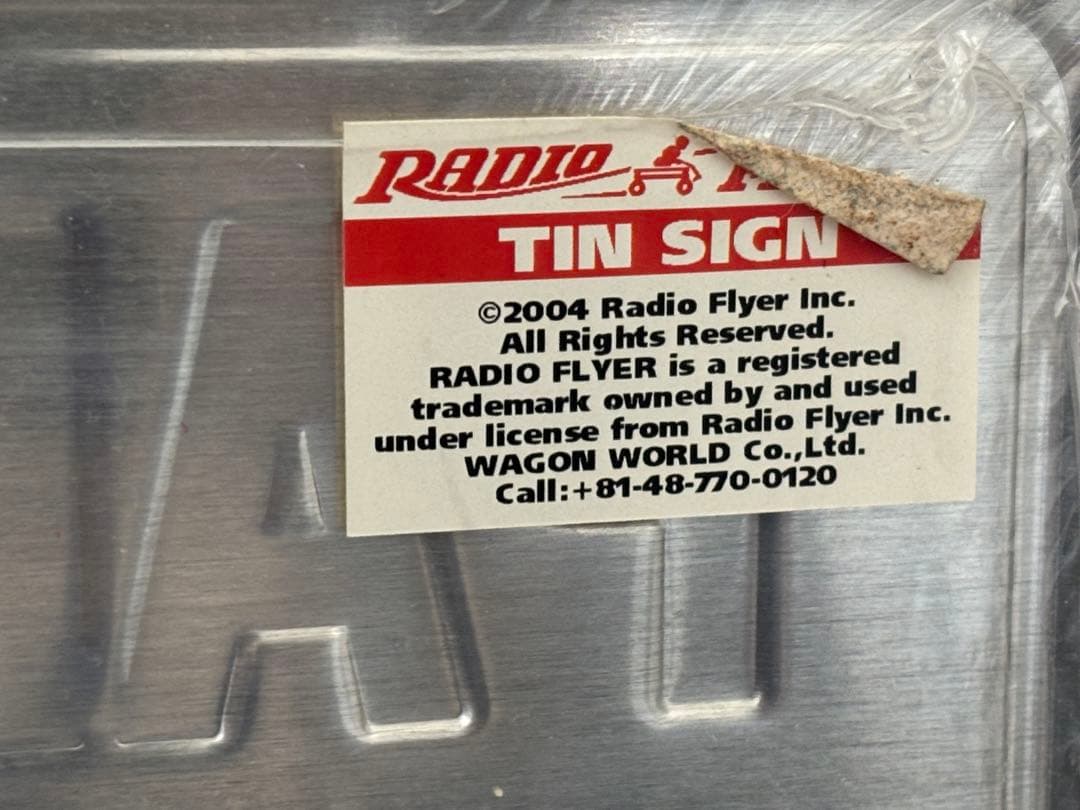 RADIO
TIN SIGN
©2004 Radio Flyer Inc.
All Rights Reserved.
RADIO FLYER is a registered
trademark owned by and used
under license from Radio Flyer Inc.
WAGON WORLD Co.,Ltd.
Call:+81-48-770-0120